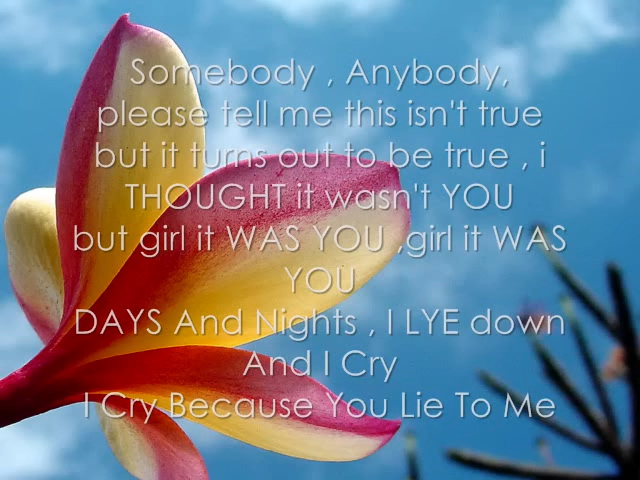 Somebody , Anybody,
please tell me this isn't true
but it turns out to be true , i
THOUGHT it wasn't YOU
but girl it WAS YOU ,girl it WAS
YOU
DAYS And Nights , I LYE down
And I Cry
I Cry Because You Lie To Me